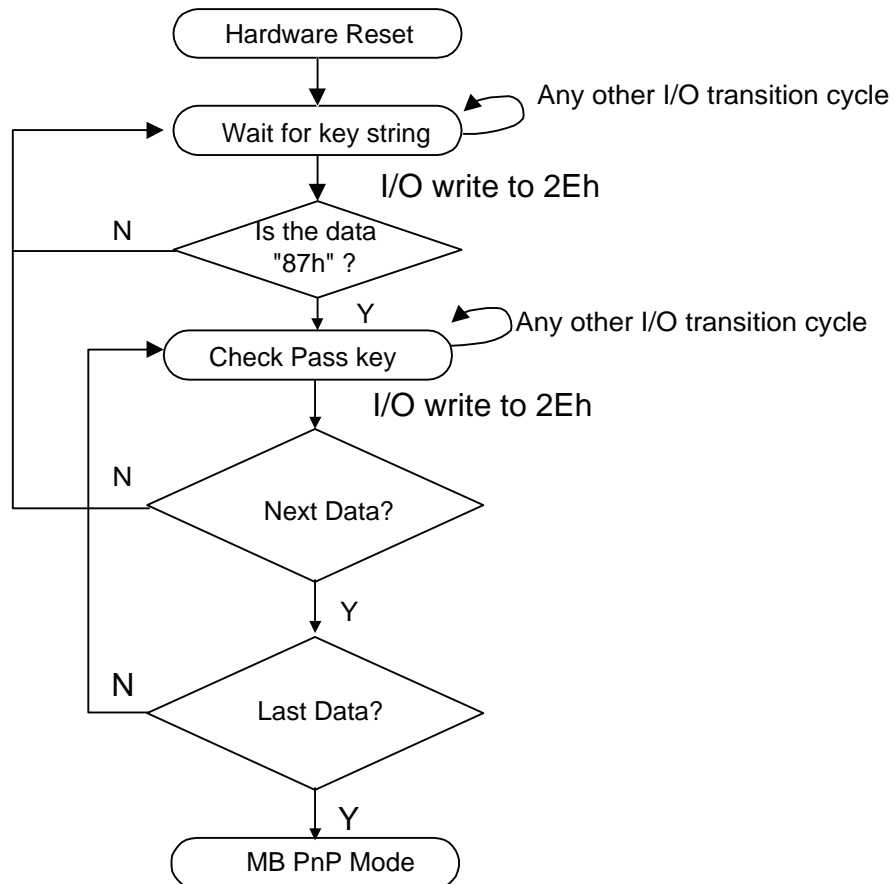 Hardware Reset
Any other I/O transition cycle
Wait for key string
I/O write to 2Eh
N
Is the data
"87h" ?
Y
Any other I/O transition cycle
Check Pass key
I/O write to 2Eh
N
Next Data?
Y
N
Last Data?
Y
MB PnP Mode